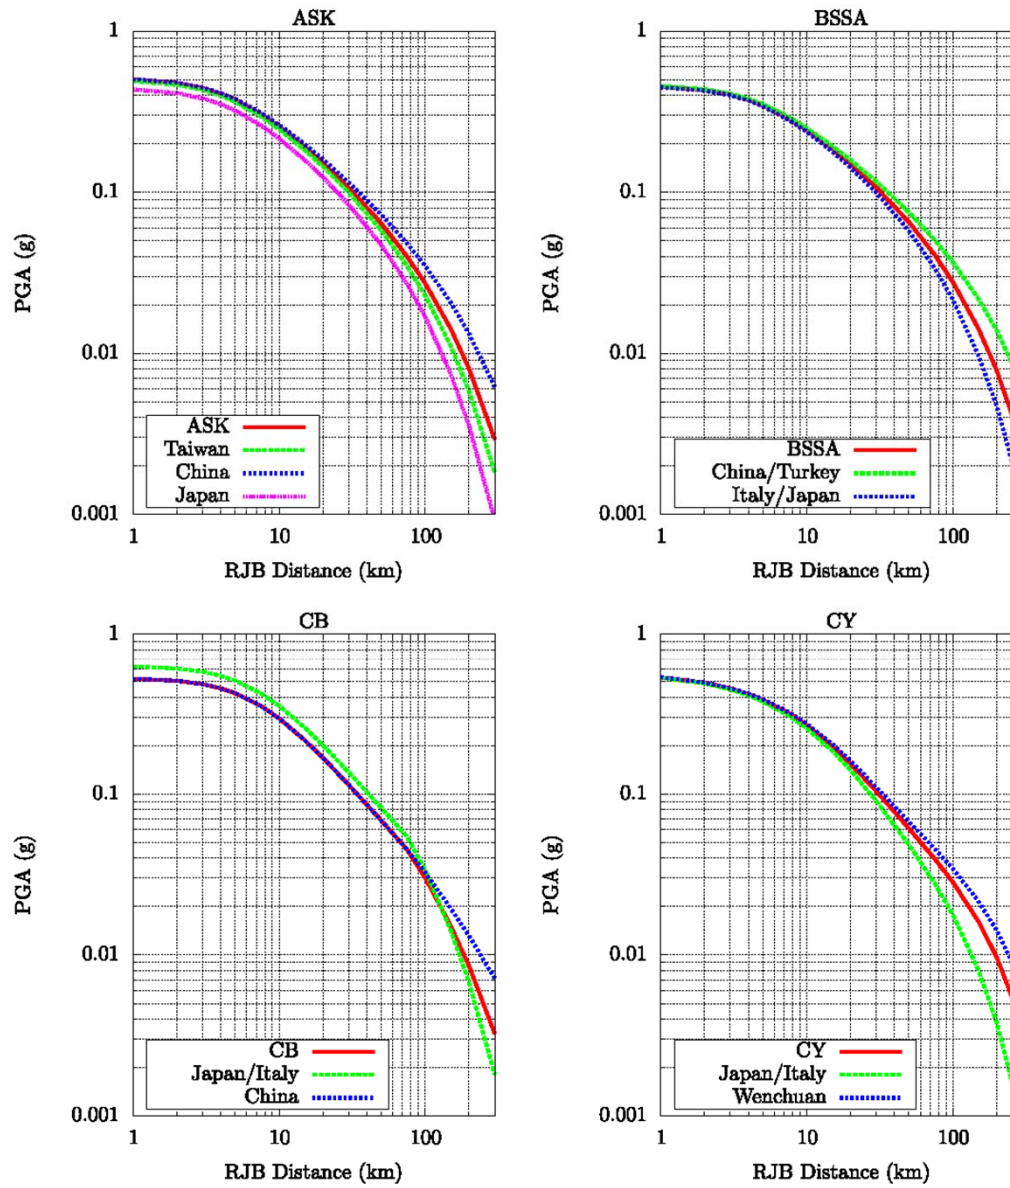 ASK
1
0.1
0.01
0.001
PGA (g)
ASK
Taiwan
China
Japan
1
10
100
RJB Distance (km)
BSSA
1
0.1
0.01
0.001
PGA (g)
BSSA
China/Turkey
Italy/Japan
1
10
100
RJB Distance (km)
CB
1
0.1
0.01
0.001
PGA (g)
CB
Japan/Italy
China
1
10
100
RJB Distance (km)
CY
1
0.1
0.01
0.001
PGA (g)
CY
Japan/Italy
Wenchuan
1
10
100
RJB Distance (km)